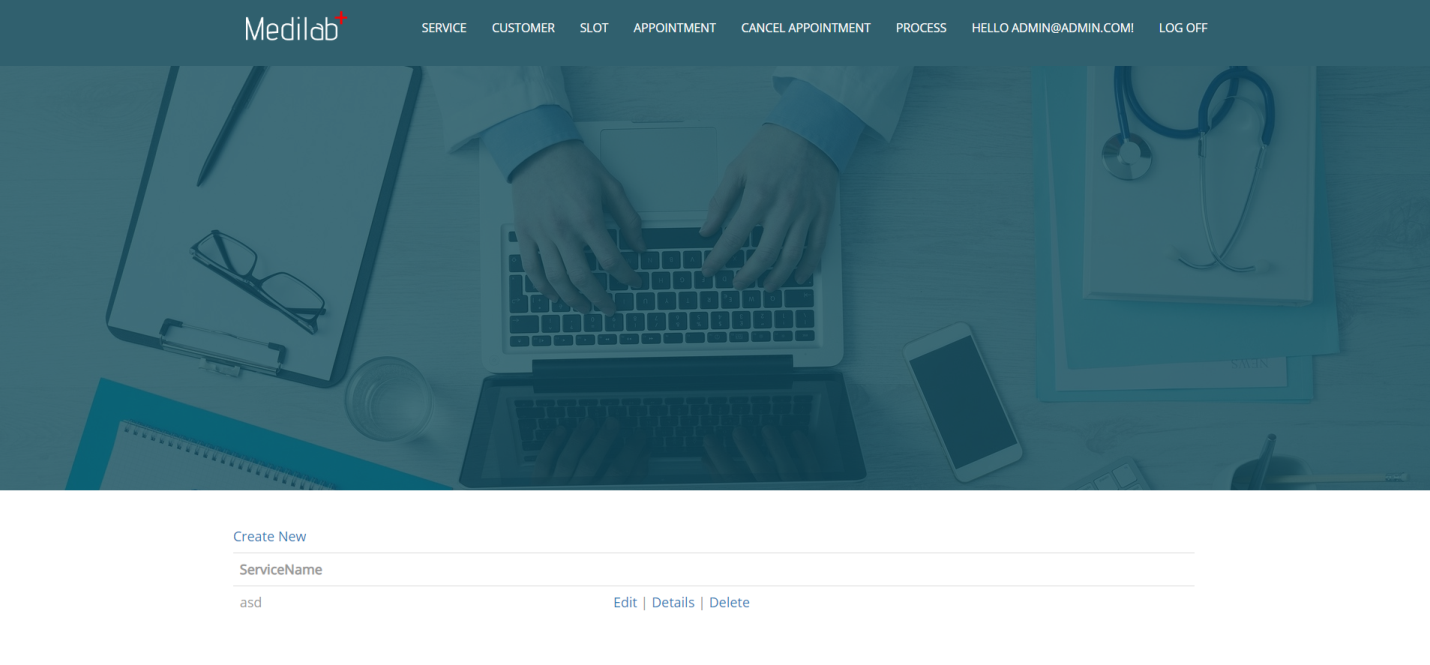 Medilab+ SERVICE CUSTOMER SLOT APPOINTMENT CANCEL APPOINTMENT PROCESS HELLO ADMIN@ADMIN.COM! LOG OFF
NEWS
Create New
ServiceName
asd Edit | Details | Delete